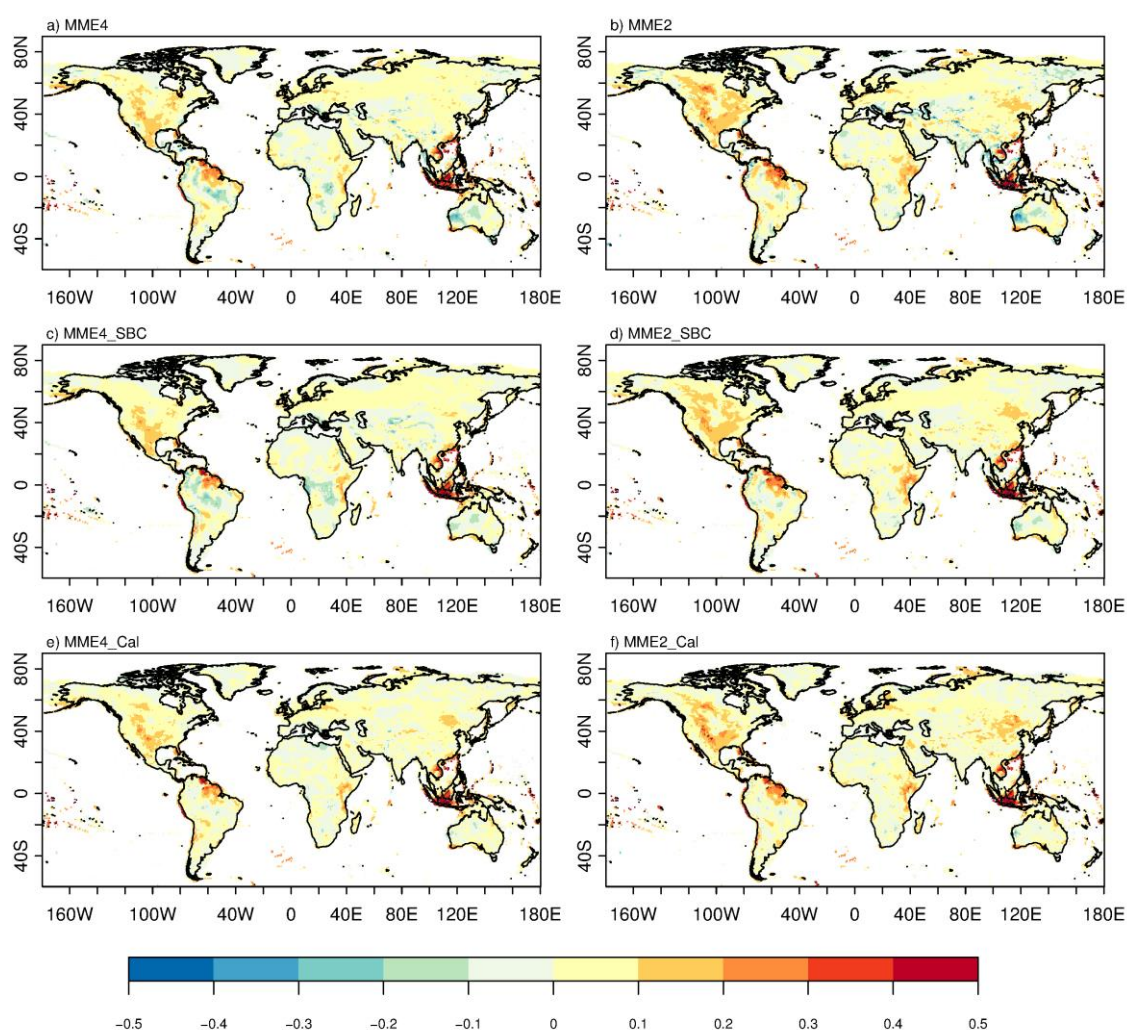 a) MME4
b) MME2
80N
40N
0
40S
160W 100W 40W 0 40E 80E 120E 180E
80N
40N
0
40S
160W 100W 40W 0 40E 80E 120E 180E
c) MME4_SBC
d) MME2_SBC
80N
40N
0
40S
160W 100W 40W 0 40E 80E 120E 180E
80N
40N
0
40S
160W 100W 40W 0 40E 80E 120E 180E
e) MME4_Cal
f) MME2_Cal
80N
40N
0
40S
160W 100W 40W 0 40E 80E 120E 180E
80N
40N
0
40S
160W 100W 40W 0 40E 80E 120E 180E
−0.5 −0.4 −0.3 −0.2 −0.1 0 0.1 0.2 0.3 0.4 0.5